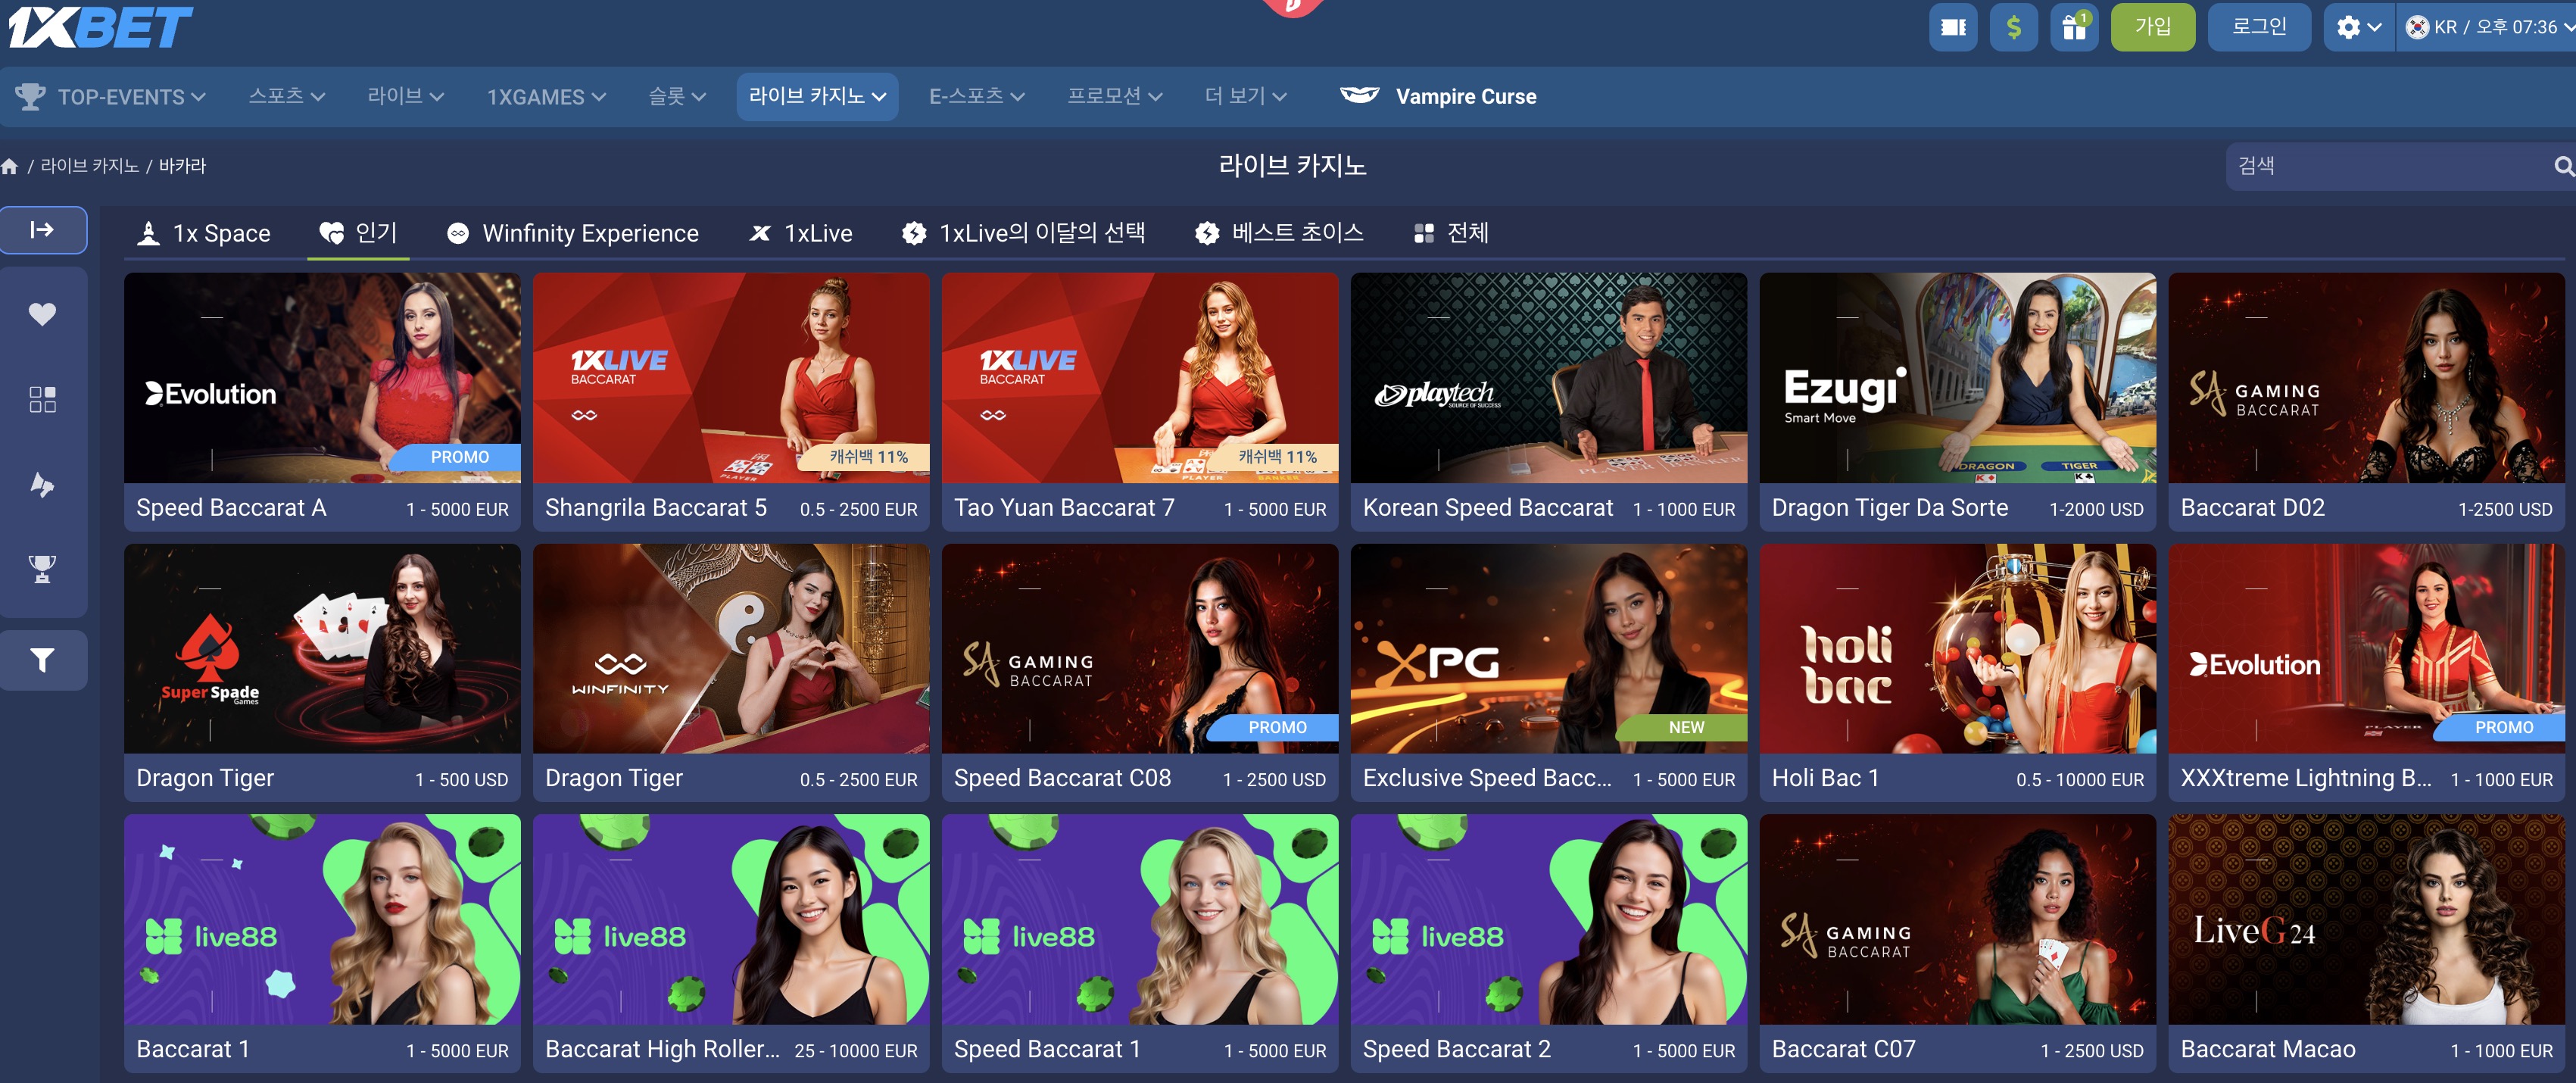 1XBET
1
가입
로그인
KR / 오후 07:36
TOP-EVENTS
스포츠
라이브
1XGAMES
슬롯
라이브 카지노
E-스포츠
프로모션
더 보기
Vampire Curse
/ 라이브 카지노 / 바카라
라이브 카지노
검색
1x Space
인기
Winfinity Experience
1xLive
1xLive의 이달의 선택
베스트 초이스
전체
Evolution
PROMO
Speed Baccarat A
1 - 5000 EUR
1XLIVE
BACCARAT
PLAYER
캐쉬백 11%
Shangrila Baccarat 5
0.5 - 2500 EUR
1XLIVE
BACCARAT
PLAYER
BANKER
캐쉬백 11%
Tao Yuan Baccarat 7
1 - 5000 EUR
playtech
SOURCE OF SUCCESS
PLAYER
BANKER
Korean Speed Baccarat
1 - 1000 EUR
Ezugi
Smart Move
DRAGON
TIGER
Dragon Tiger Da Sorte
1-2000 USD
SA GAMING
BACCARAT
Baccarat D02
1-2500 USD
Super Spade
Games
Dragon Tiger
1 - 500 USD
WINFINITY
Dragon Tiger
0.5 - 2500 EUR
SA GAMING
BACCARAT
PROMO
Speed Baccarat C08
1 - 2500 USD
XPG
NEW
Exclusive Speed Bacc...
1 - 5000 EUR
holi
bac
Holi Bac 1
0.5 - 10000 EUR
Evolution
PLAYER
PROMO
XXXtreme Lightning B...
1 - 1000 EUR
live88
Baccarat 1
1 - 5000 EUR
live88
Baccarat High Roller...
25 - 10000 EUR
live88
Speed Baccarat 1
1 - 5000 EUR
live88
Speed Baccarat 2
1 - 5000 EUR
SA GAMING
BACCARAT
Baccarat C07
1 - 2500 USD
LiveG24
Baccarat Macao
1 - 1000 EUR